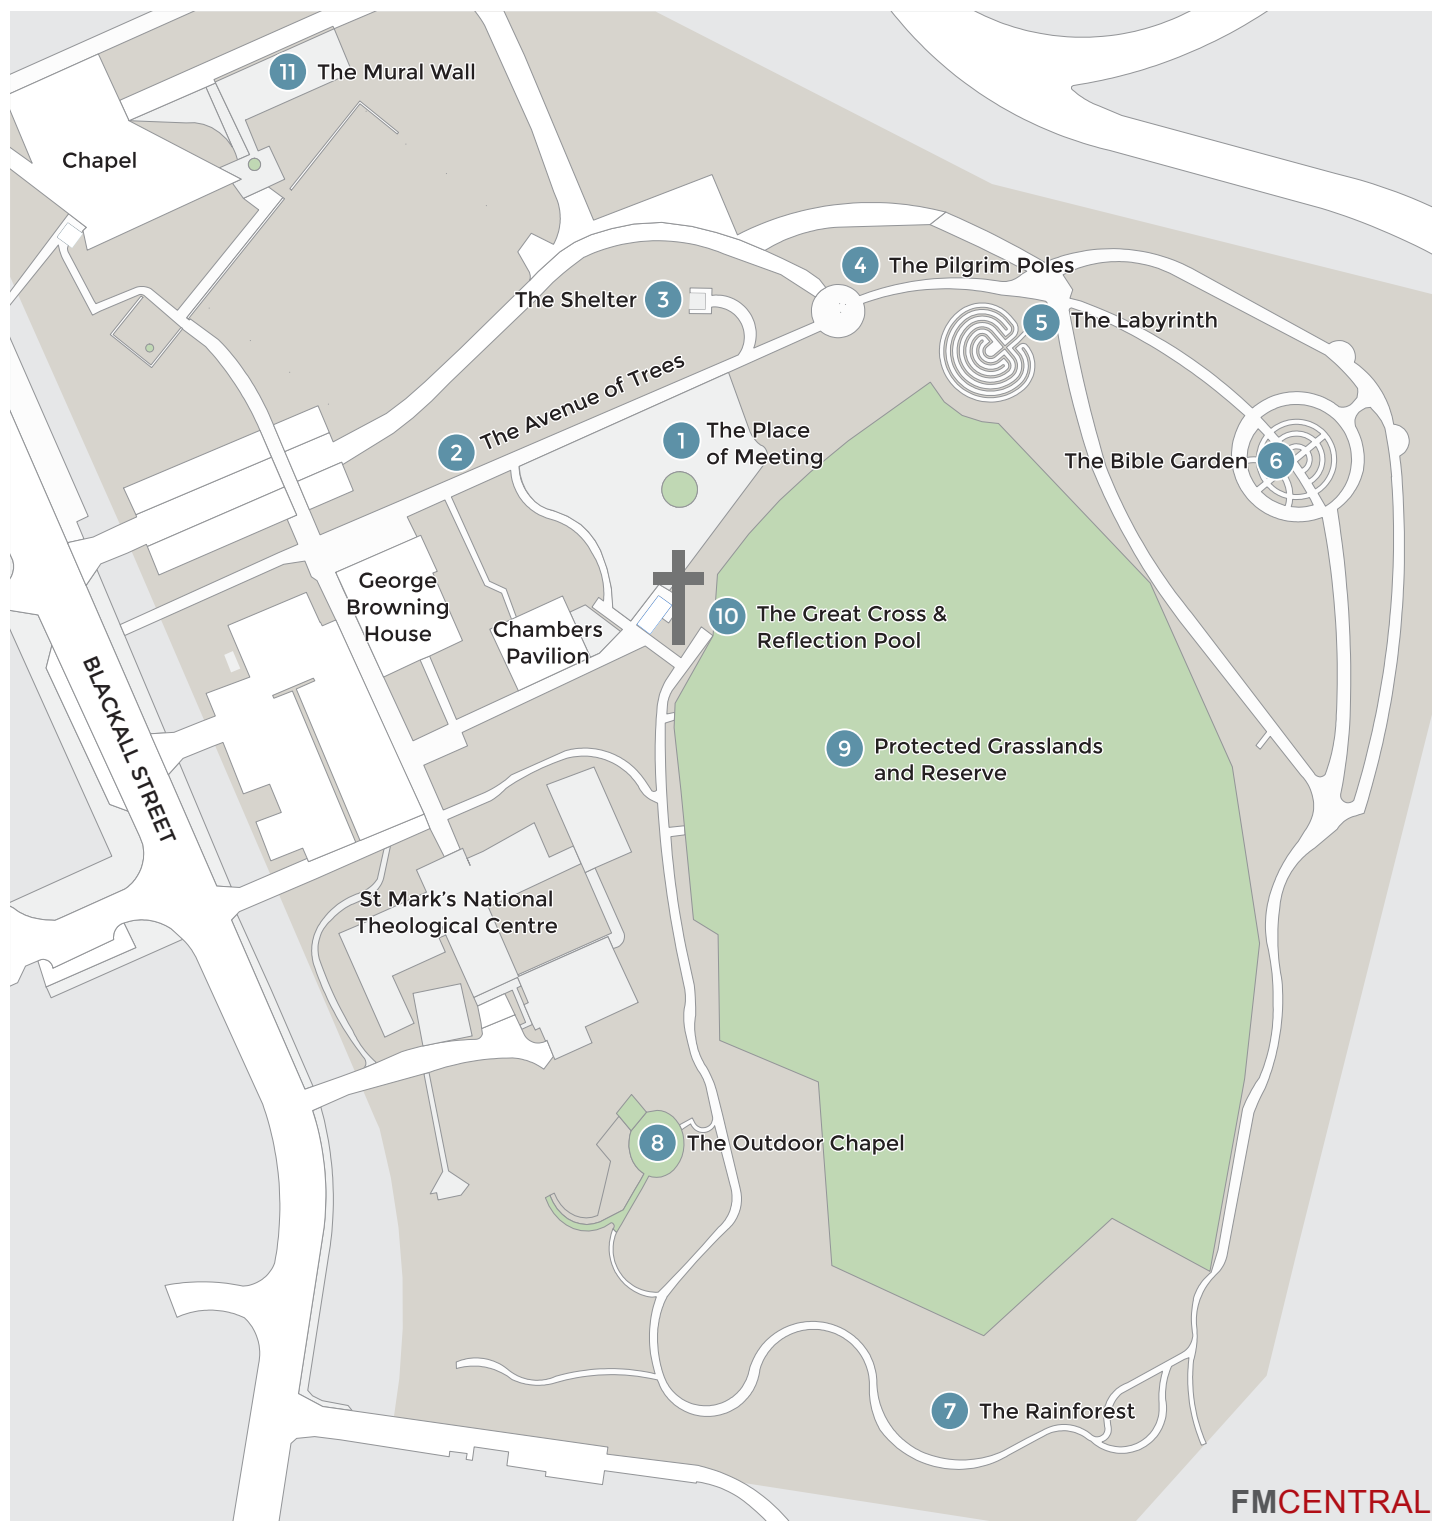 11 The Mural Wall
Chapel
4 The Pilgrim Poles
The Shelter 3
5 The Labyrinth
2 The Avenue of Trees
1 The Place
of Meeting
The Bible Garden 6
George
Browning
House
Chambers
Pavilion
10 The Great Cross &
Reflection Pool
BLACKALL STREET
9 Protected Grasslands
and Reserve
St Mark's National
Theological Centre
8 The Outdoor Chapel
7 The Rainforest
FMCENTRAL